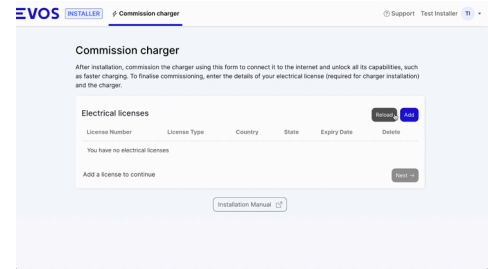 EVOS INSTALLER Commission charger Support Test Installer TI
Commission charger
After installation, commission the charger using this form to connect it to the internet and unlock all its capabilities, such
as faster charging. To finalise commissioning, enter the details of your electrical license (required for charger installation)
and the charger.
Electrical licenses Reload Add
License Number License Type Country State Expiry Date Delete
You have no electrical licenses
Add a license to continue Next →
Installation Manual